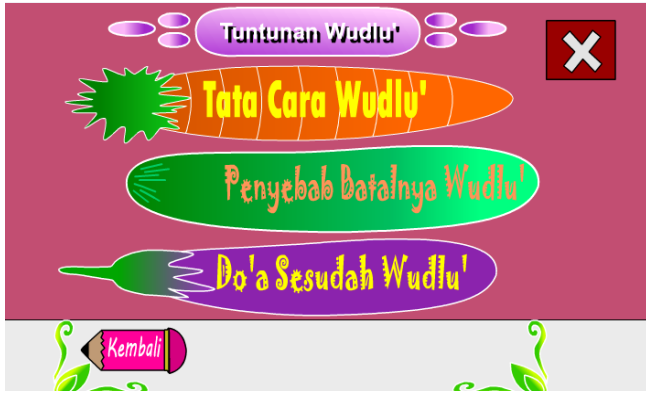 Tuntunan Wudlu'
Tata Cara Wudlu'
Penyebab Batalnya Wudlu'
Do'a Sesudah Wudlu'
Kembali